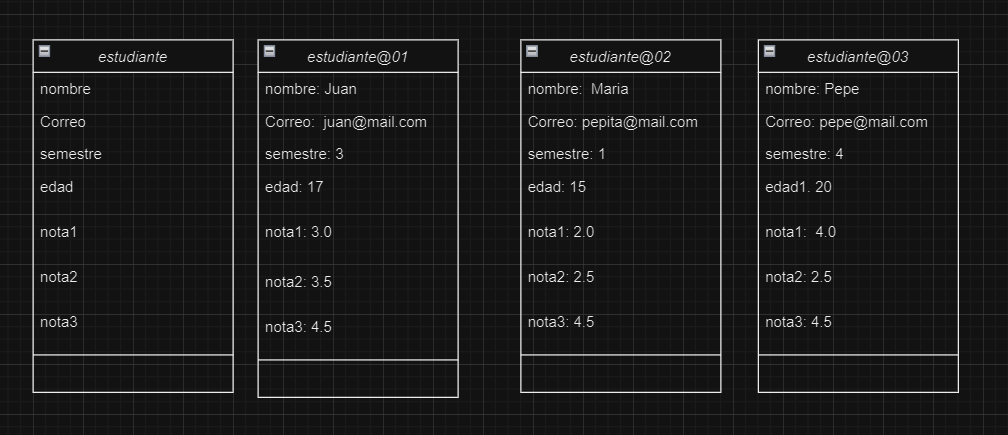 estudiante
nombre
Correo
semestre
edad
nota1
nota2
nota3
estudiante@01
nombre: Juan
Correo:  juan@mail.com
semestre: 3
edad: 17
nota1: 3.0
nota2: 3.5
nota3: 4.5
estudiante@02
nombre:  Maria
Correo: pepita@mail.com
semestre: 1
edad: 15
nota1: 2.0
nota2: 2.5
nota3: 4.5
estudiante@03
nombre: Pepe
Correo: pepe@mail.com
semestre: 4
edad1. 20
nota1:  4.0
nota2: 2.5
nota3: 4.5